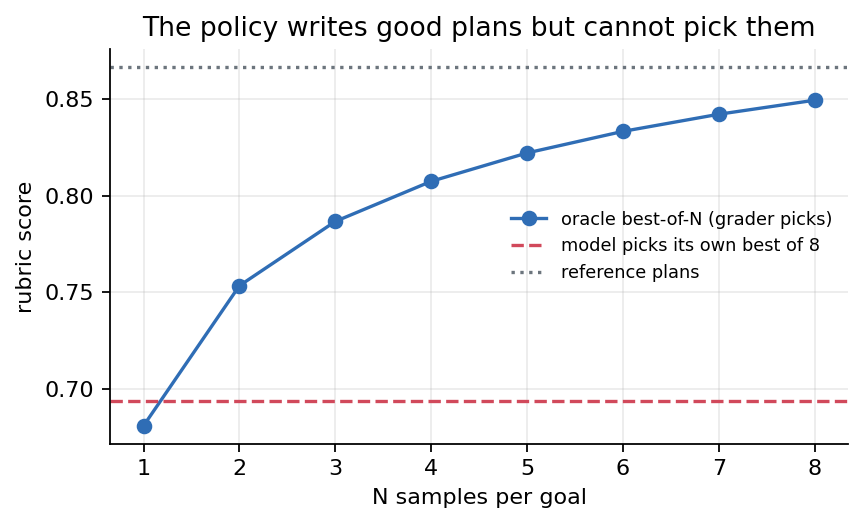 The policy writes good plans but cannot pick them
0.85
0.80
0.75
0.70
rubric score
oracle best-of-N (grader picks)
model picks its own best of 8
reference plans
1 2 3 4 5 6 7 8
N samples per goal